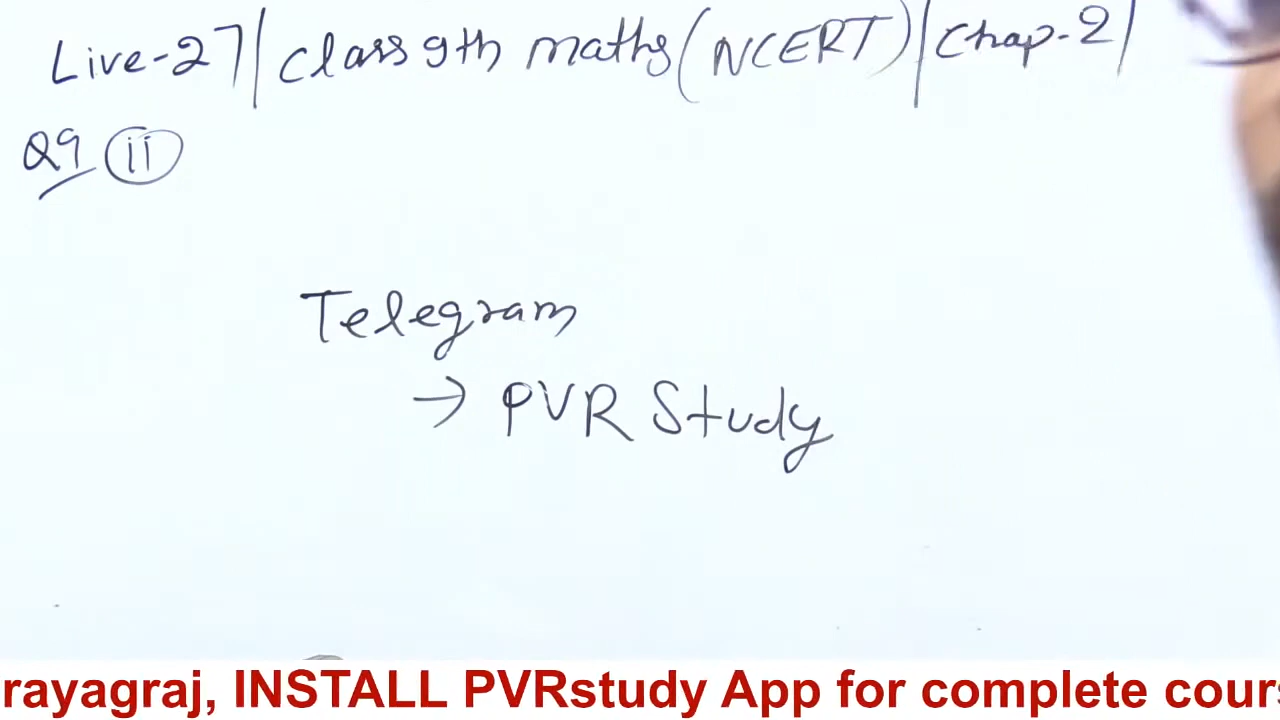 Live-27| Class 9th maths (NCERT)|Chap-2|
Q9 (ii)
Telegram
→ PVR Study
rayagraj, INSTALL PVRstudy App for complete cours